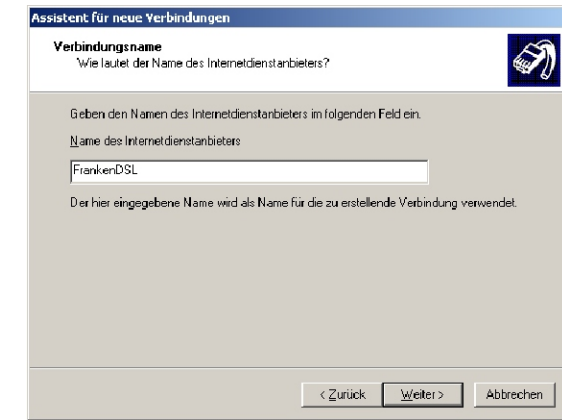 Assistent für neue Verbindungen
Verbindungsname
Wie lautet der Name des Internetdienstanbieters?
Geben den Namen des Internetdienstanbieters im folgenden Feld ein.
Name des Internetdienstanbieters
FrankenDSL
Der hier eingegebene Name wird als Name für die zu erstellende Verbindung verwendet.
< Zurück Weiter > Abbrechen